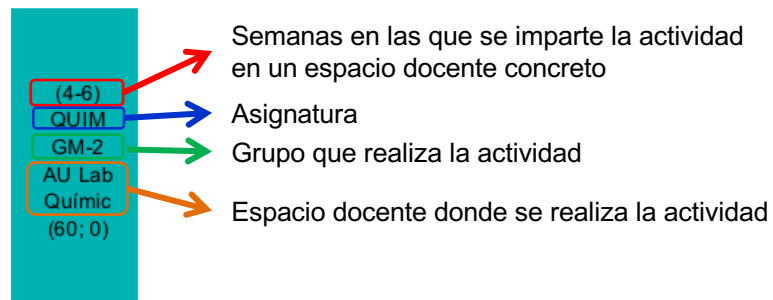 Semanas en las que se imparte la actividad
en un espacio docente concreto
(4-6)
QUIM
Asignatura
GM-2
Grupo que realiza la actividad
AU Lab
Químic
Espacio docente donde se realiza la actividad
(60; 0)